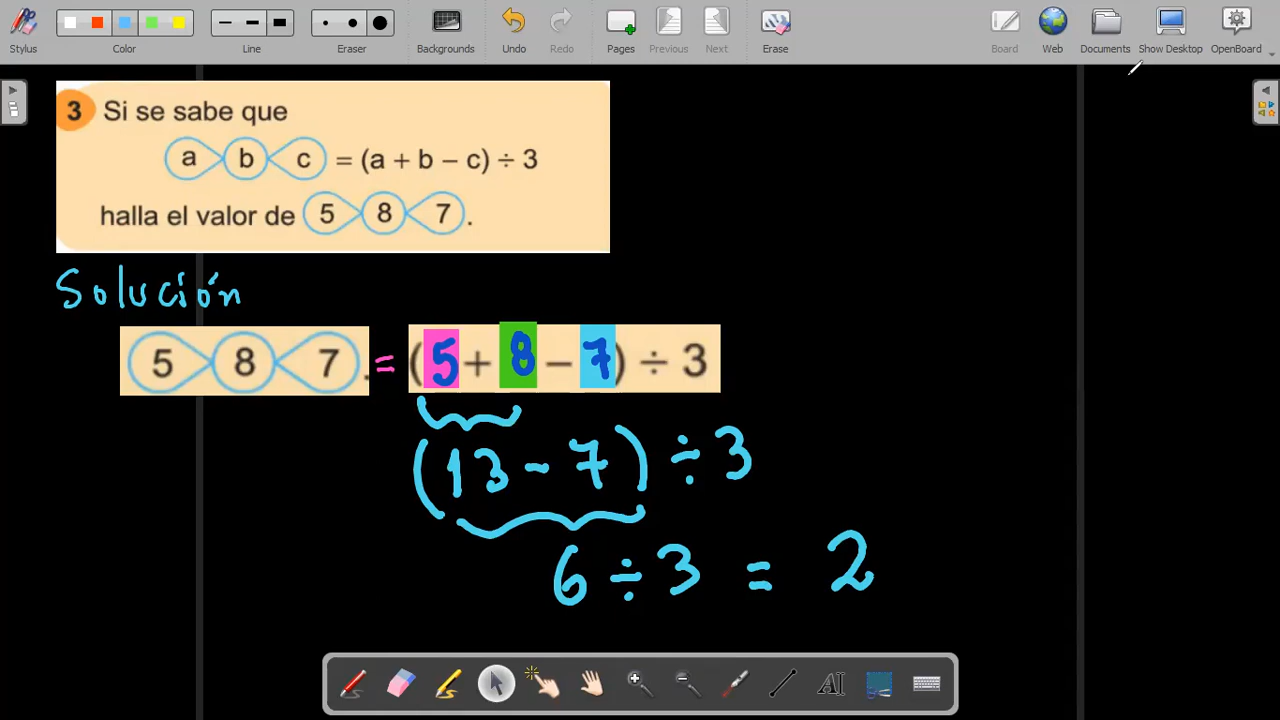 Stylus Color Line Eraser Backgrounds Undo Redo Pages Previous Next Erase Board Web Documents Show Desktop OpenBoard
3 Si se sabe que
a b c = (a + b − c) ÷ 3
halla el valor de 5 8 7.
Solución
5 8 7. = (5 + 8 − 7) ÷ 3
(13 − 7) ÷ 3
6 ÷ 3 = 2
AI